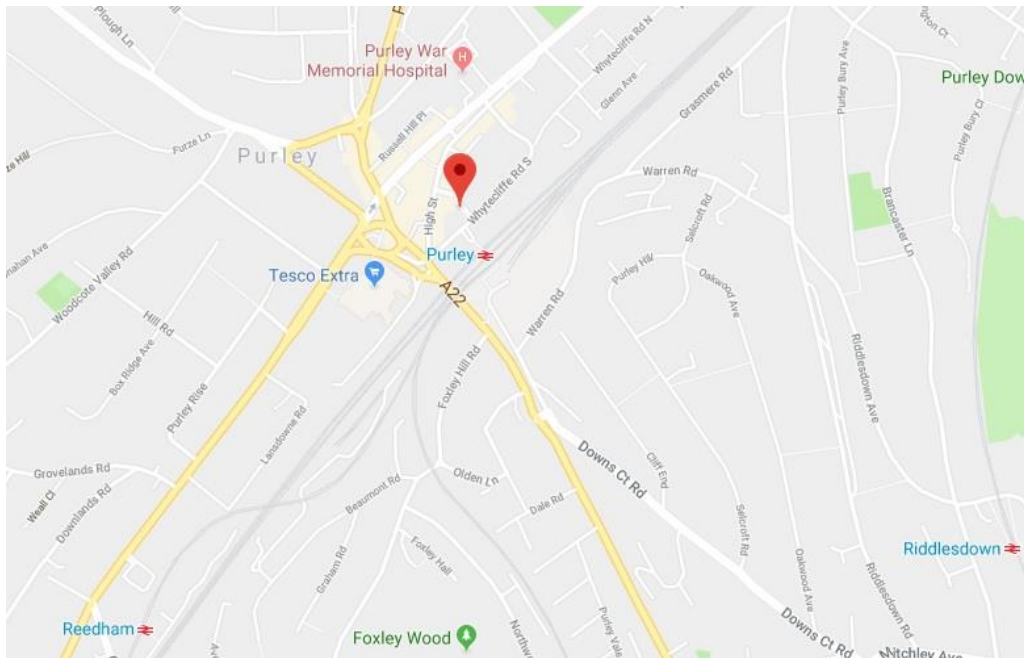 Plough Ln
Whytecliffe Rd N
Purley War
Memorial Hospital
Glenn Ave
Grasmere Rd
Purley Bury Ave
Purley Bury Cl
Furze Ln
Purley
Russell Hill Pl
High St
Whytecliffe Rd S
Warren Rd
Selcroft Rd
Brancaster Ln
Purley
Tesco Extra
A22
Woodcote Valley Rd
Hill Rd
Box Ridge Ave
Purley Rise
Lansdowne Rd
Foxley Hill Rd
Warren Rd
Purley Hill
Oakwood Ave
Riddlesdown Ave
Grovelands Rd
Weall Cl
Downlands Rd
Beaumont Rd
Olden Ln
Dale Rd
Cliff End
Downs Ct Rd
Selcroft Rd
Graham Rd
Foxley Hall
Oakwood Ave
Riddlesdown
Riddlesdown Rd
Reedham
Foxley Wood
Purley Vale
Downs Ct Rd